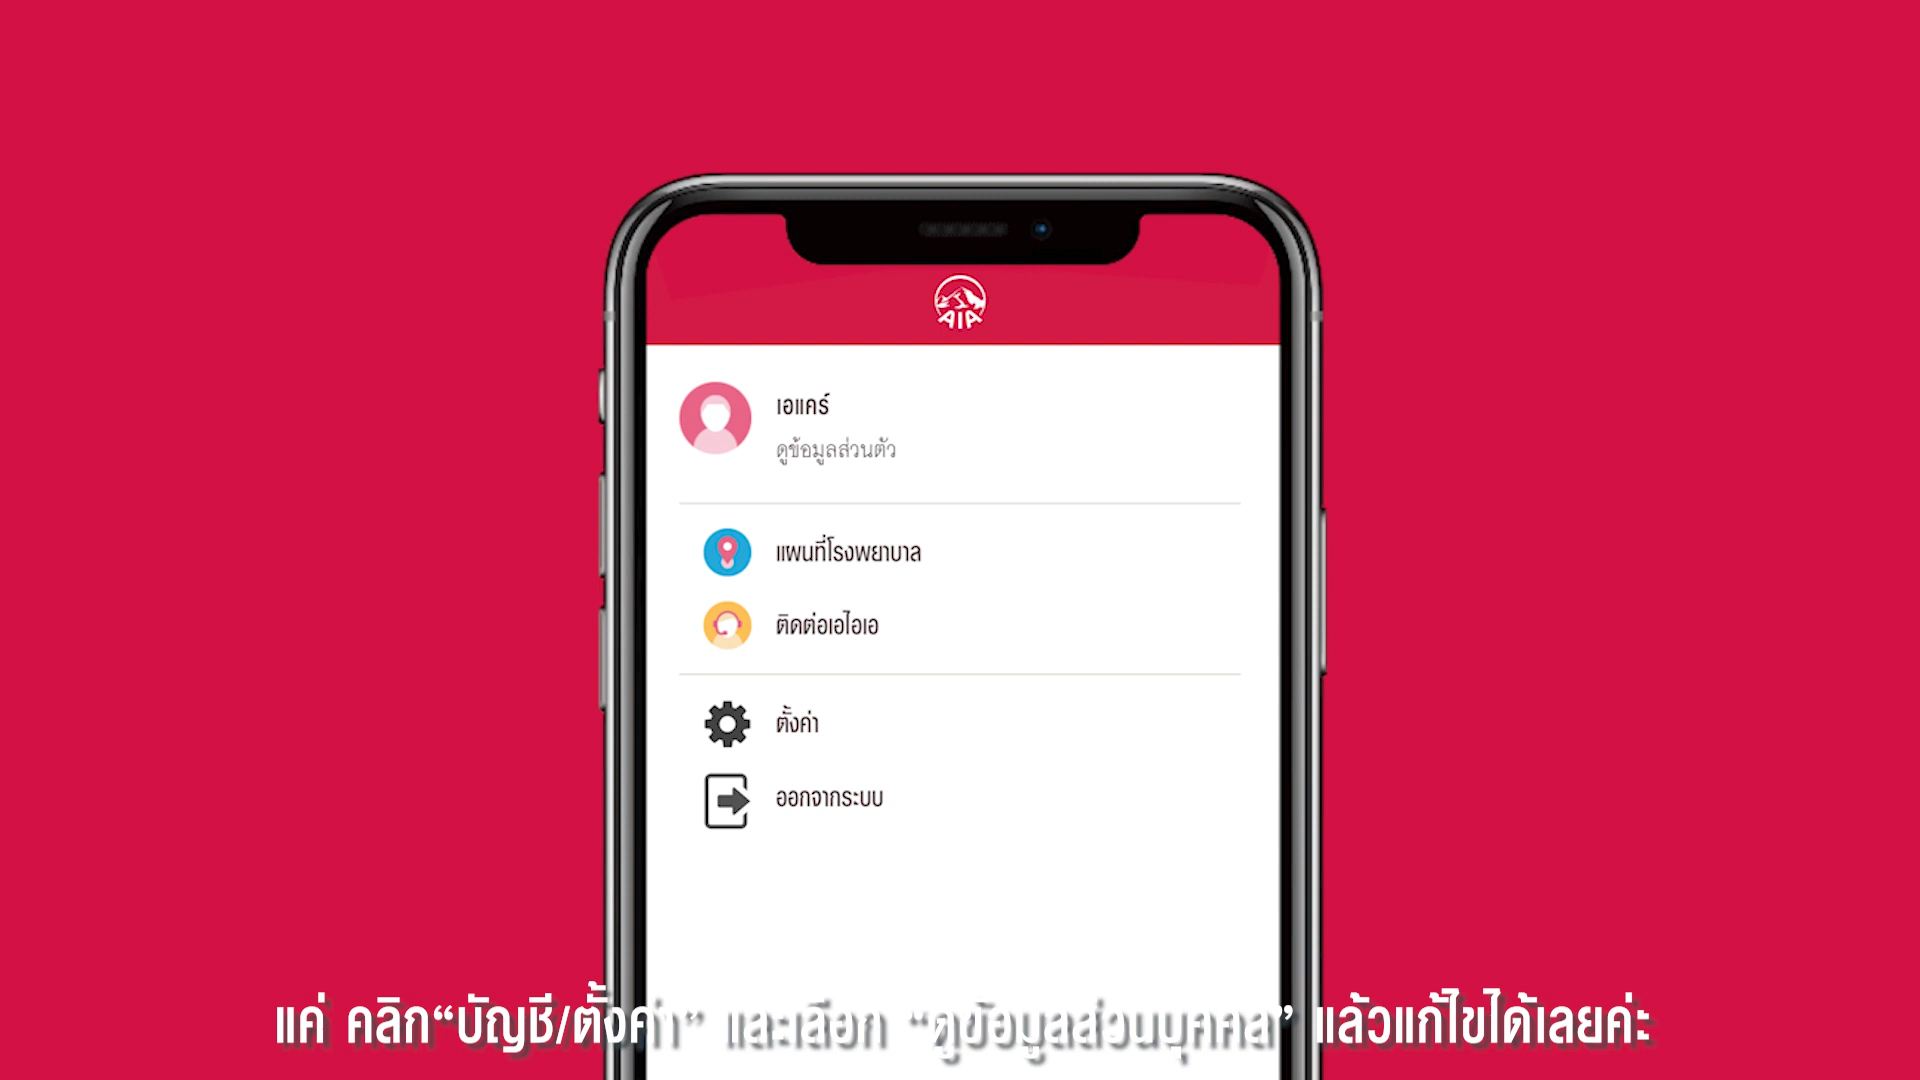 AIA
เอแคร์
ดูข้อมูลส่วนตัว
แผนที่โรงพยาบาล
ติดต่อเอไอเอ
ตั้งค่า
ออกจากระบบ
แค่ คลิก“บัญชี/ตั้งค่า” และเลือก “ดูข้อมูลส่วนบุคคล” แล้วแก้ไขได้เลยค่ะ